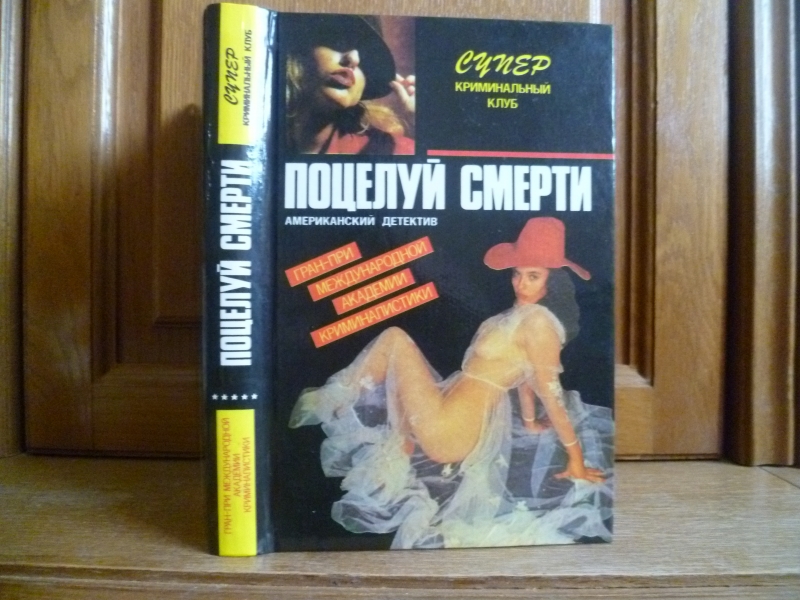 СУПЕР
КРИМИНАЛЬНЫЙ КЛУБ
ПОЦЕЛУЙ СМЕРТИ
★★★★★
ГРАН-ПРИ МЕЖДУНАРОДНОЙ
АКАДЕМИИ
КРИМИНАЛИСТИКИ
СУПЕР
КРИМИНАЛЬНЫЙ
КЛУБ
ПОЦЕЛУЙ СМЕРТИ
АМЕРИКАНСКИЙ ДЕТЕКТИВ
ГРАН-ПРИ
МЕЖДУНАРОДНОЙ
АКАДЕМИИ
КРИМИНАЛИСТИКИ